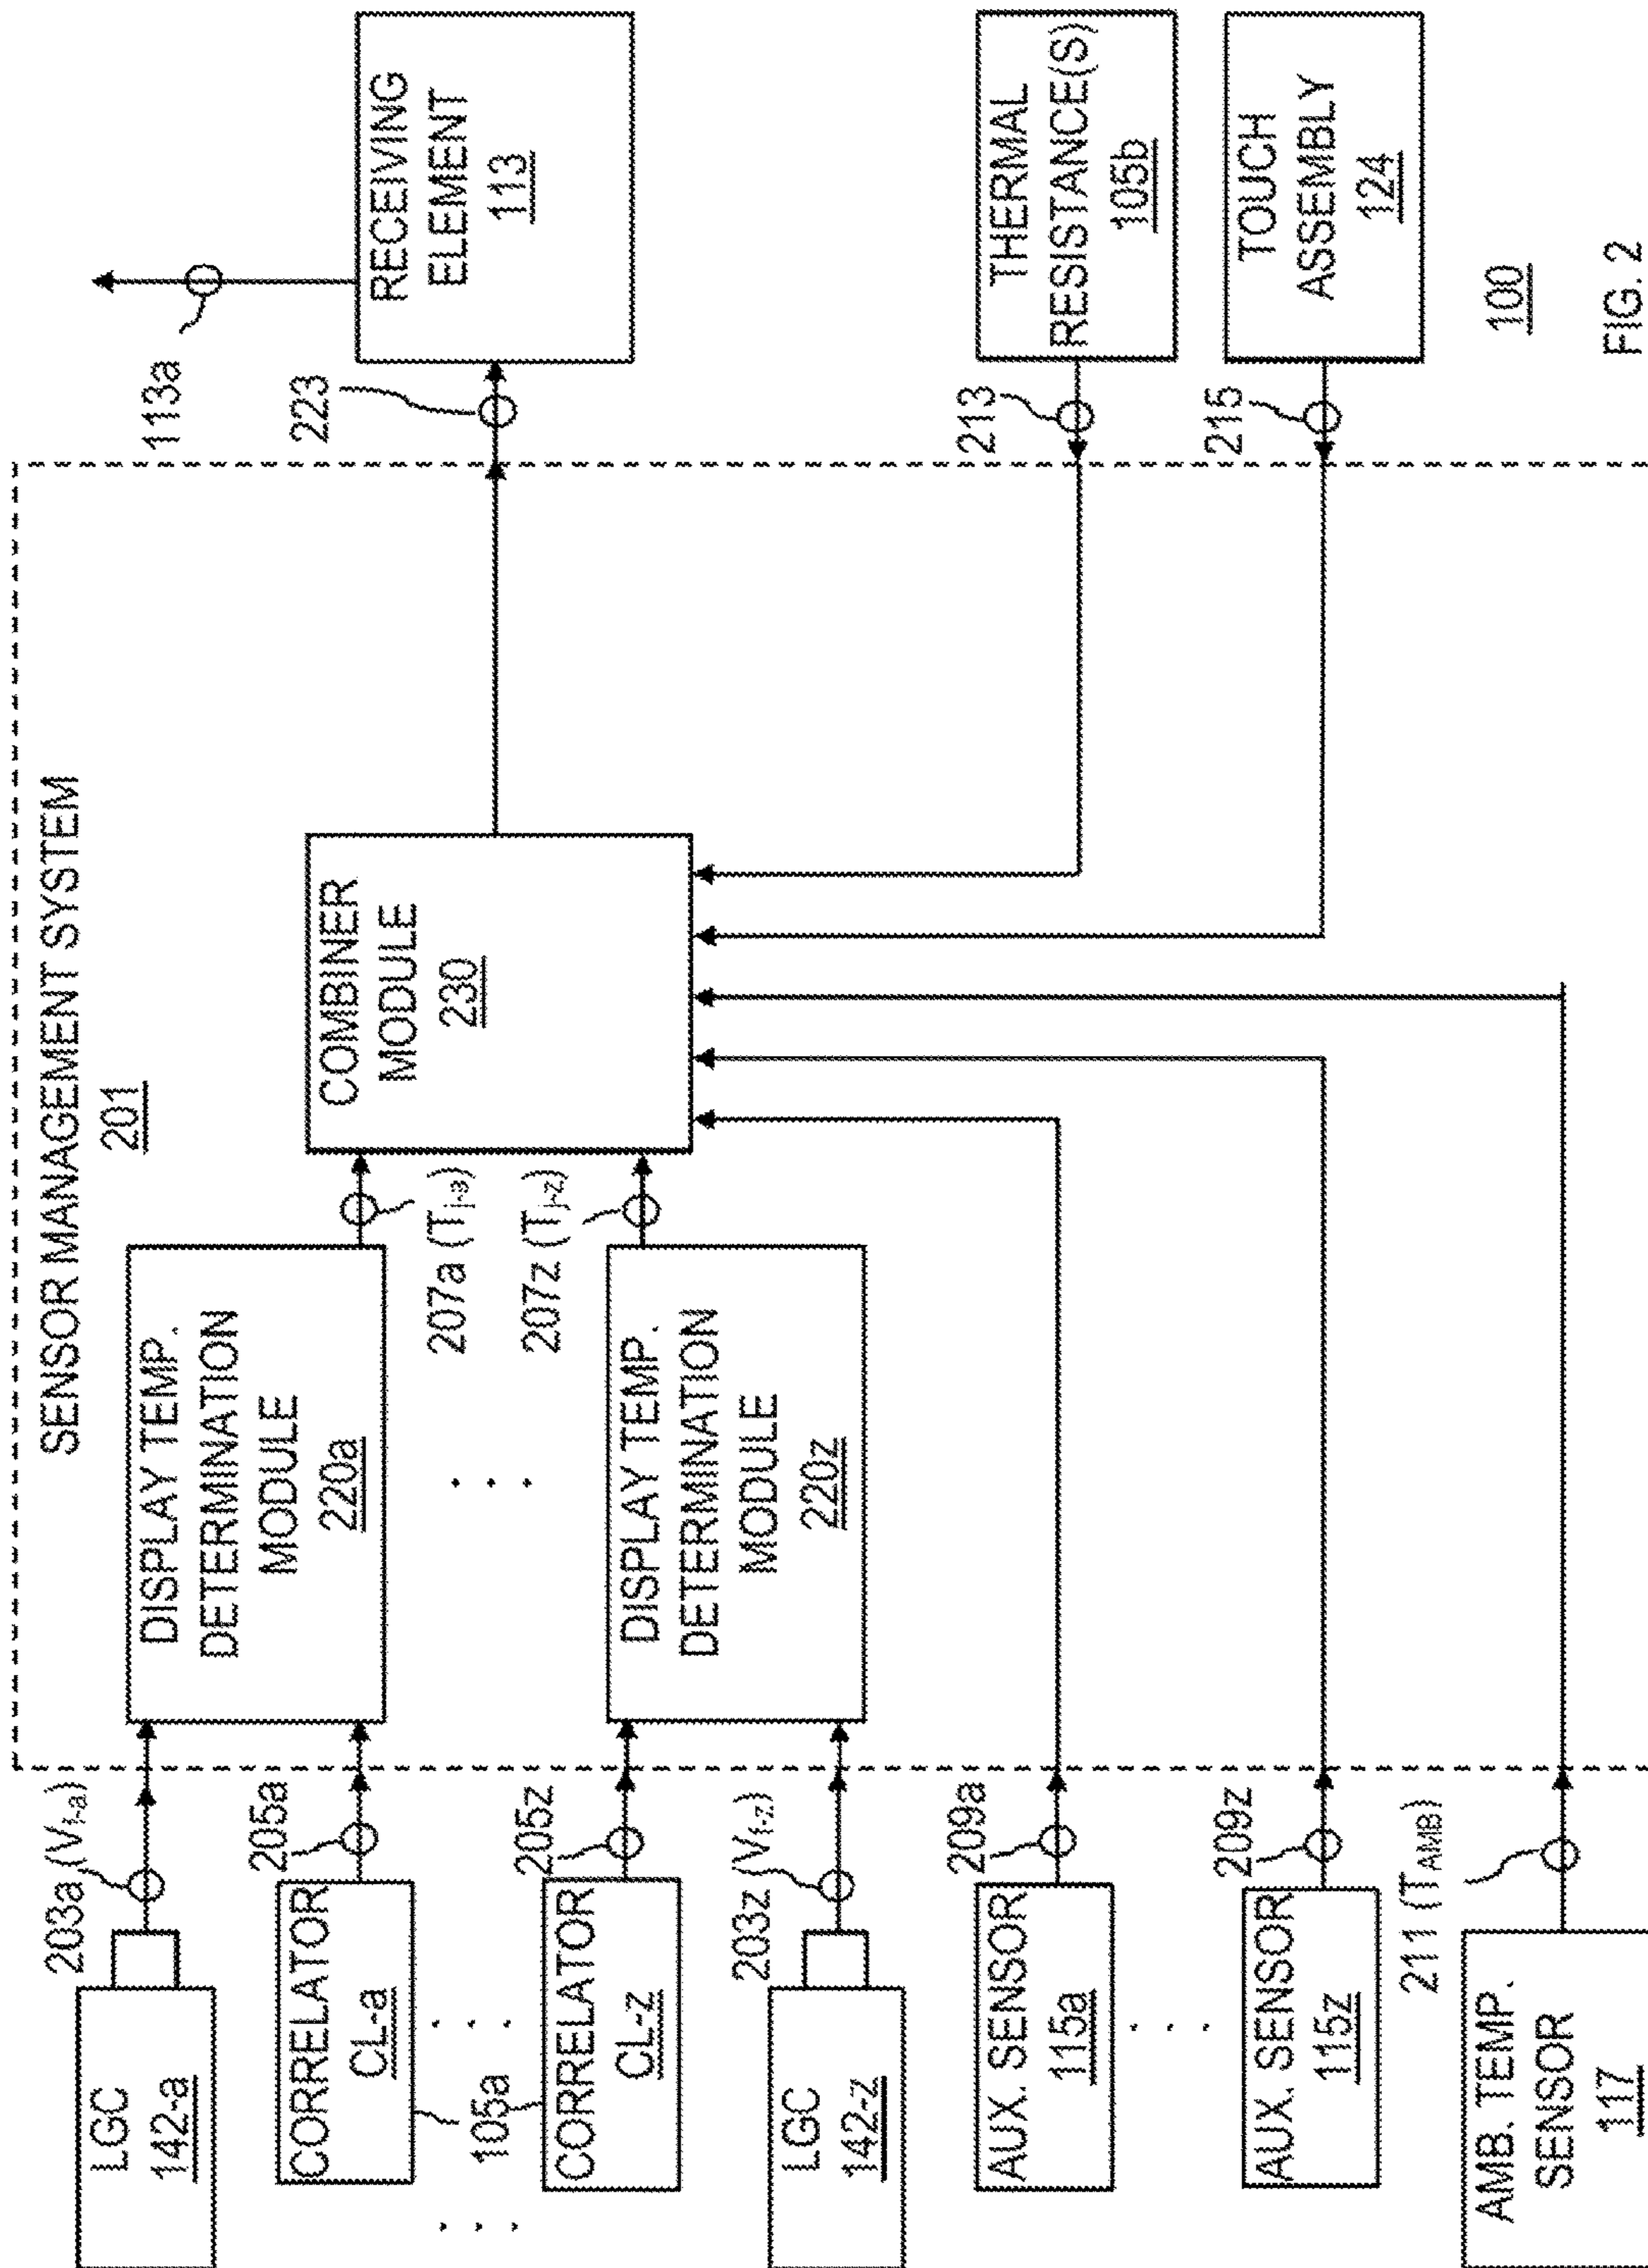 SENSOR MANAGEMENT SYSTEM
201
LGC
142-a
203a (Vf-a)
CORRELATOR
CL-a
205a
105a
CORRELATOR
CL-z
205z
LGC
142-z
203z (Vf-z)
DISPLAY TEMP.
DETERMINATION
MODULE
220a
DISPLAY TEMP.
DETERMINATION
MODULE
220z
207a (Tj-a)
207z (Tj-z)
COMBINER
MODULE
230
223
RECEIVING
ELEMENT
113
113a
AUX. SENSOR
115a
209a
AUX. SENSOR
115z
209z
AMB. TEMP.
SENSOR
117
211 (TAMB)
THERMAL
RESISTANCE(S)
105b
213
TOUCH
ASSEMBLY
124
215
100
FIG. 2